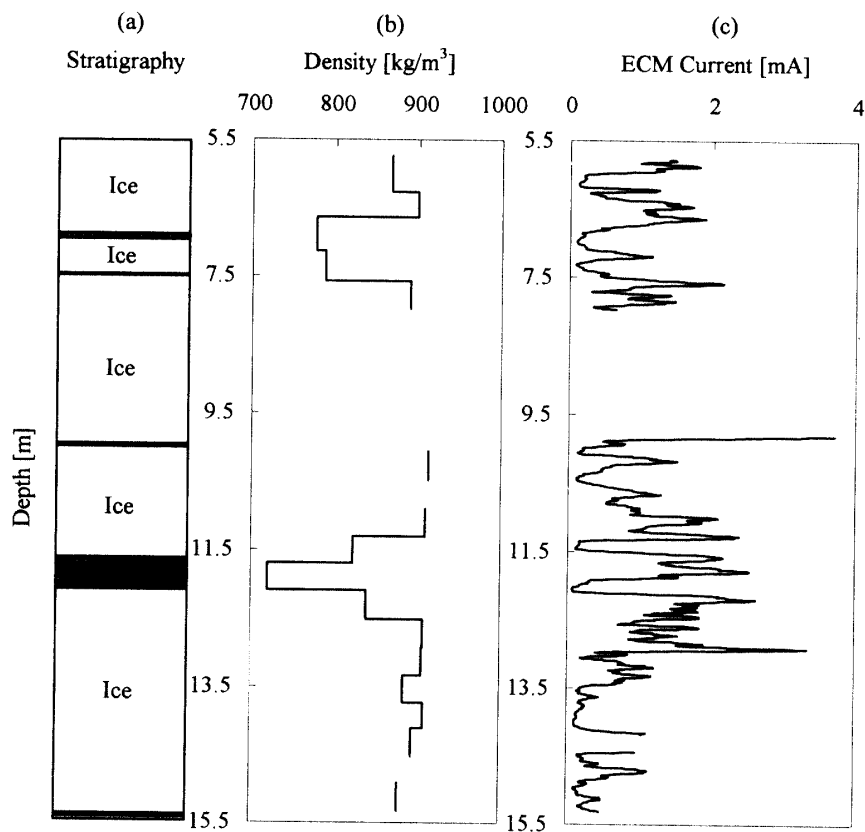 (a) (b) (c)
Stratigraphy Density [kg/m³] ECM Current [mA]
700 800 900 1000 0 2 4
5.5 5.5
Ice
Ice
7.5 7.5
Ice
9.5 9.5
Depth [m]
Ice
11.5 11.5
Ice
13.5 13.5
15.5 15.5